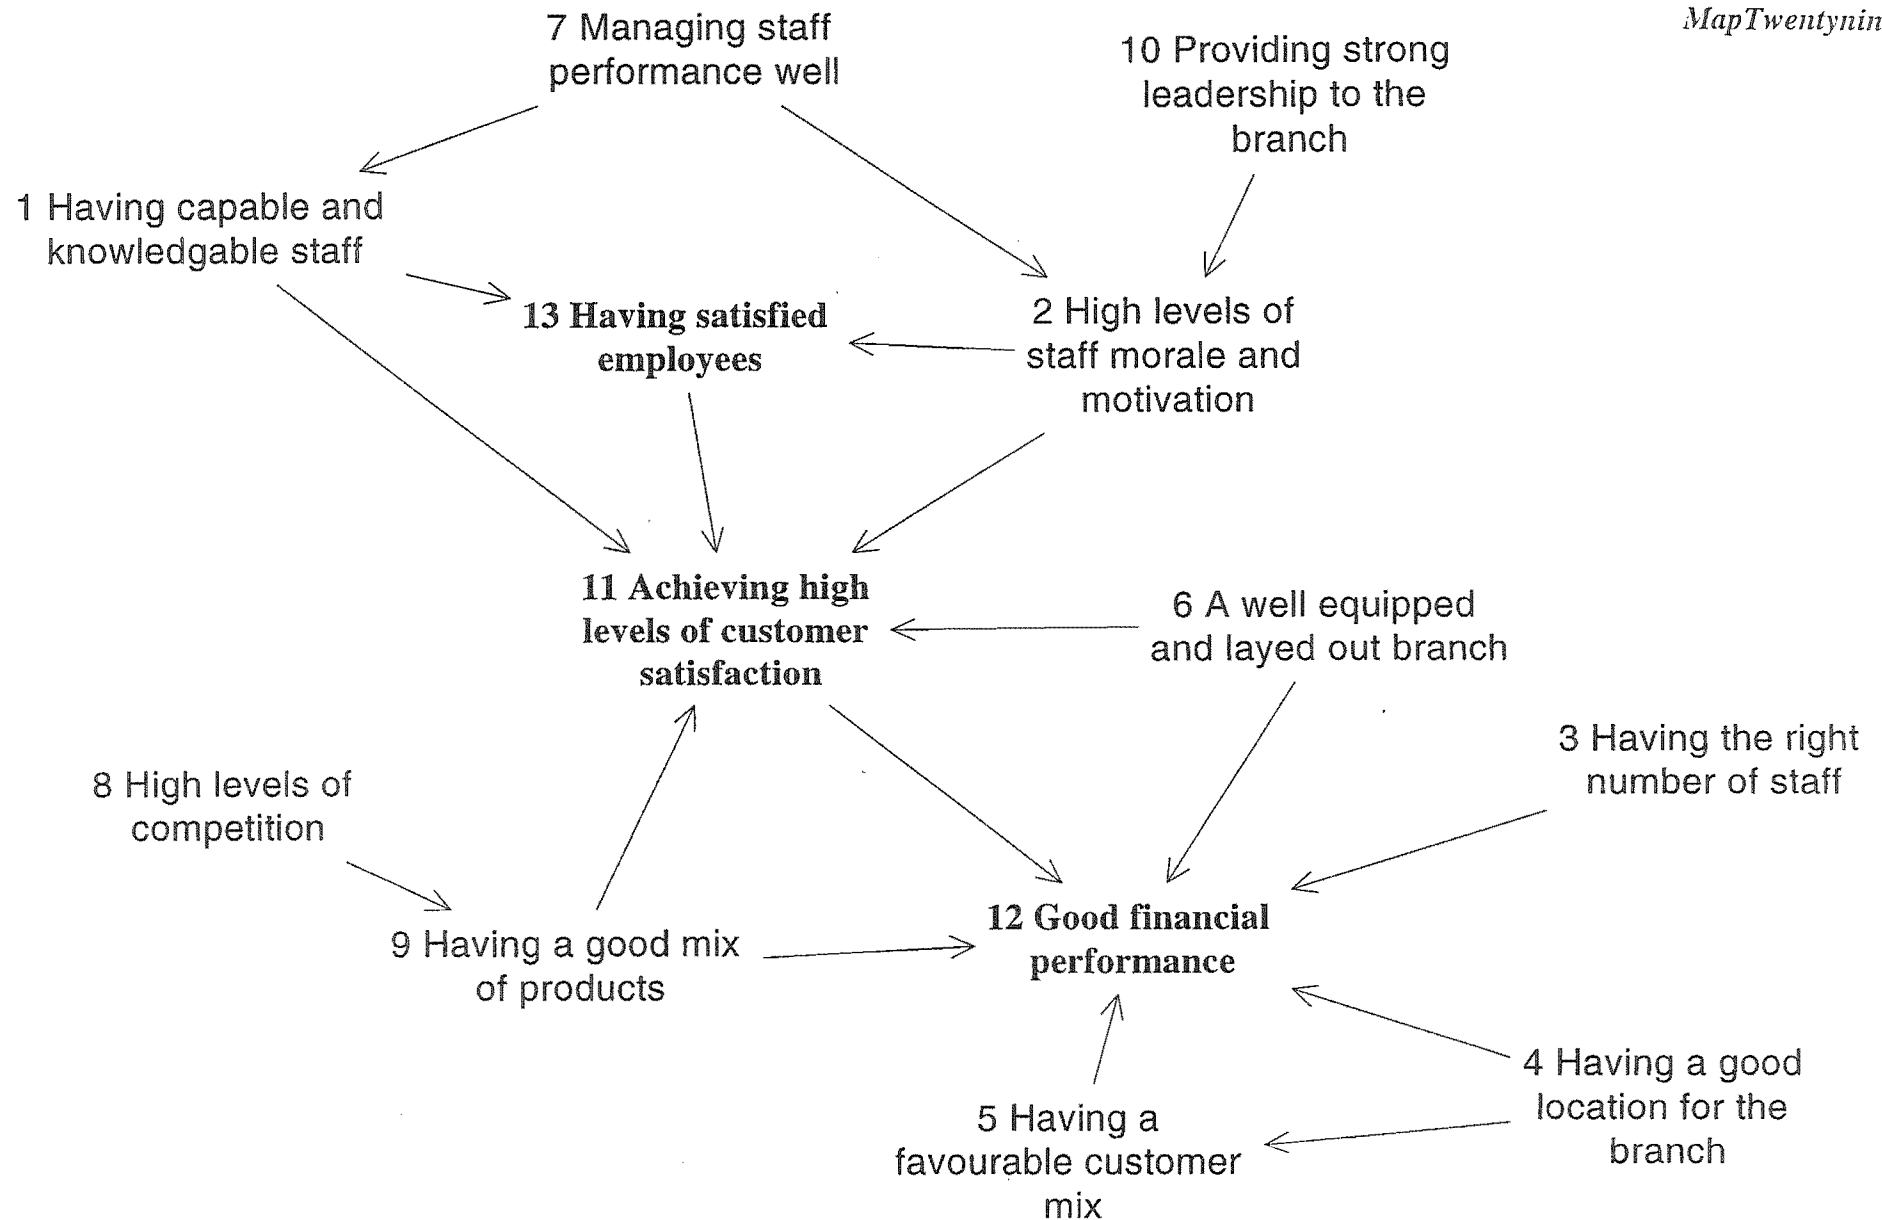 MapTwentynin
7 Managing staff
performance well
10 Providing strong
leadership to the
branch
1 Having capable and
knowledgable staff
13 Having satisfied
employees
2 High levels of
staff morale and
motivation
11 Achieving high
levels of customer
satisfaction
6 A well equipped
and layed out branch
3 Having the right
number of staff
8 High levels of
competition
9 Having a good mix
of products
12 Good financial
performance
4 Having a good
location for the
branch
5 Having a
favourable customer
mix